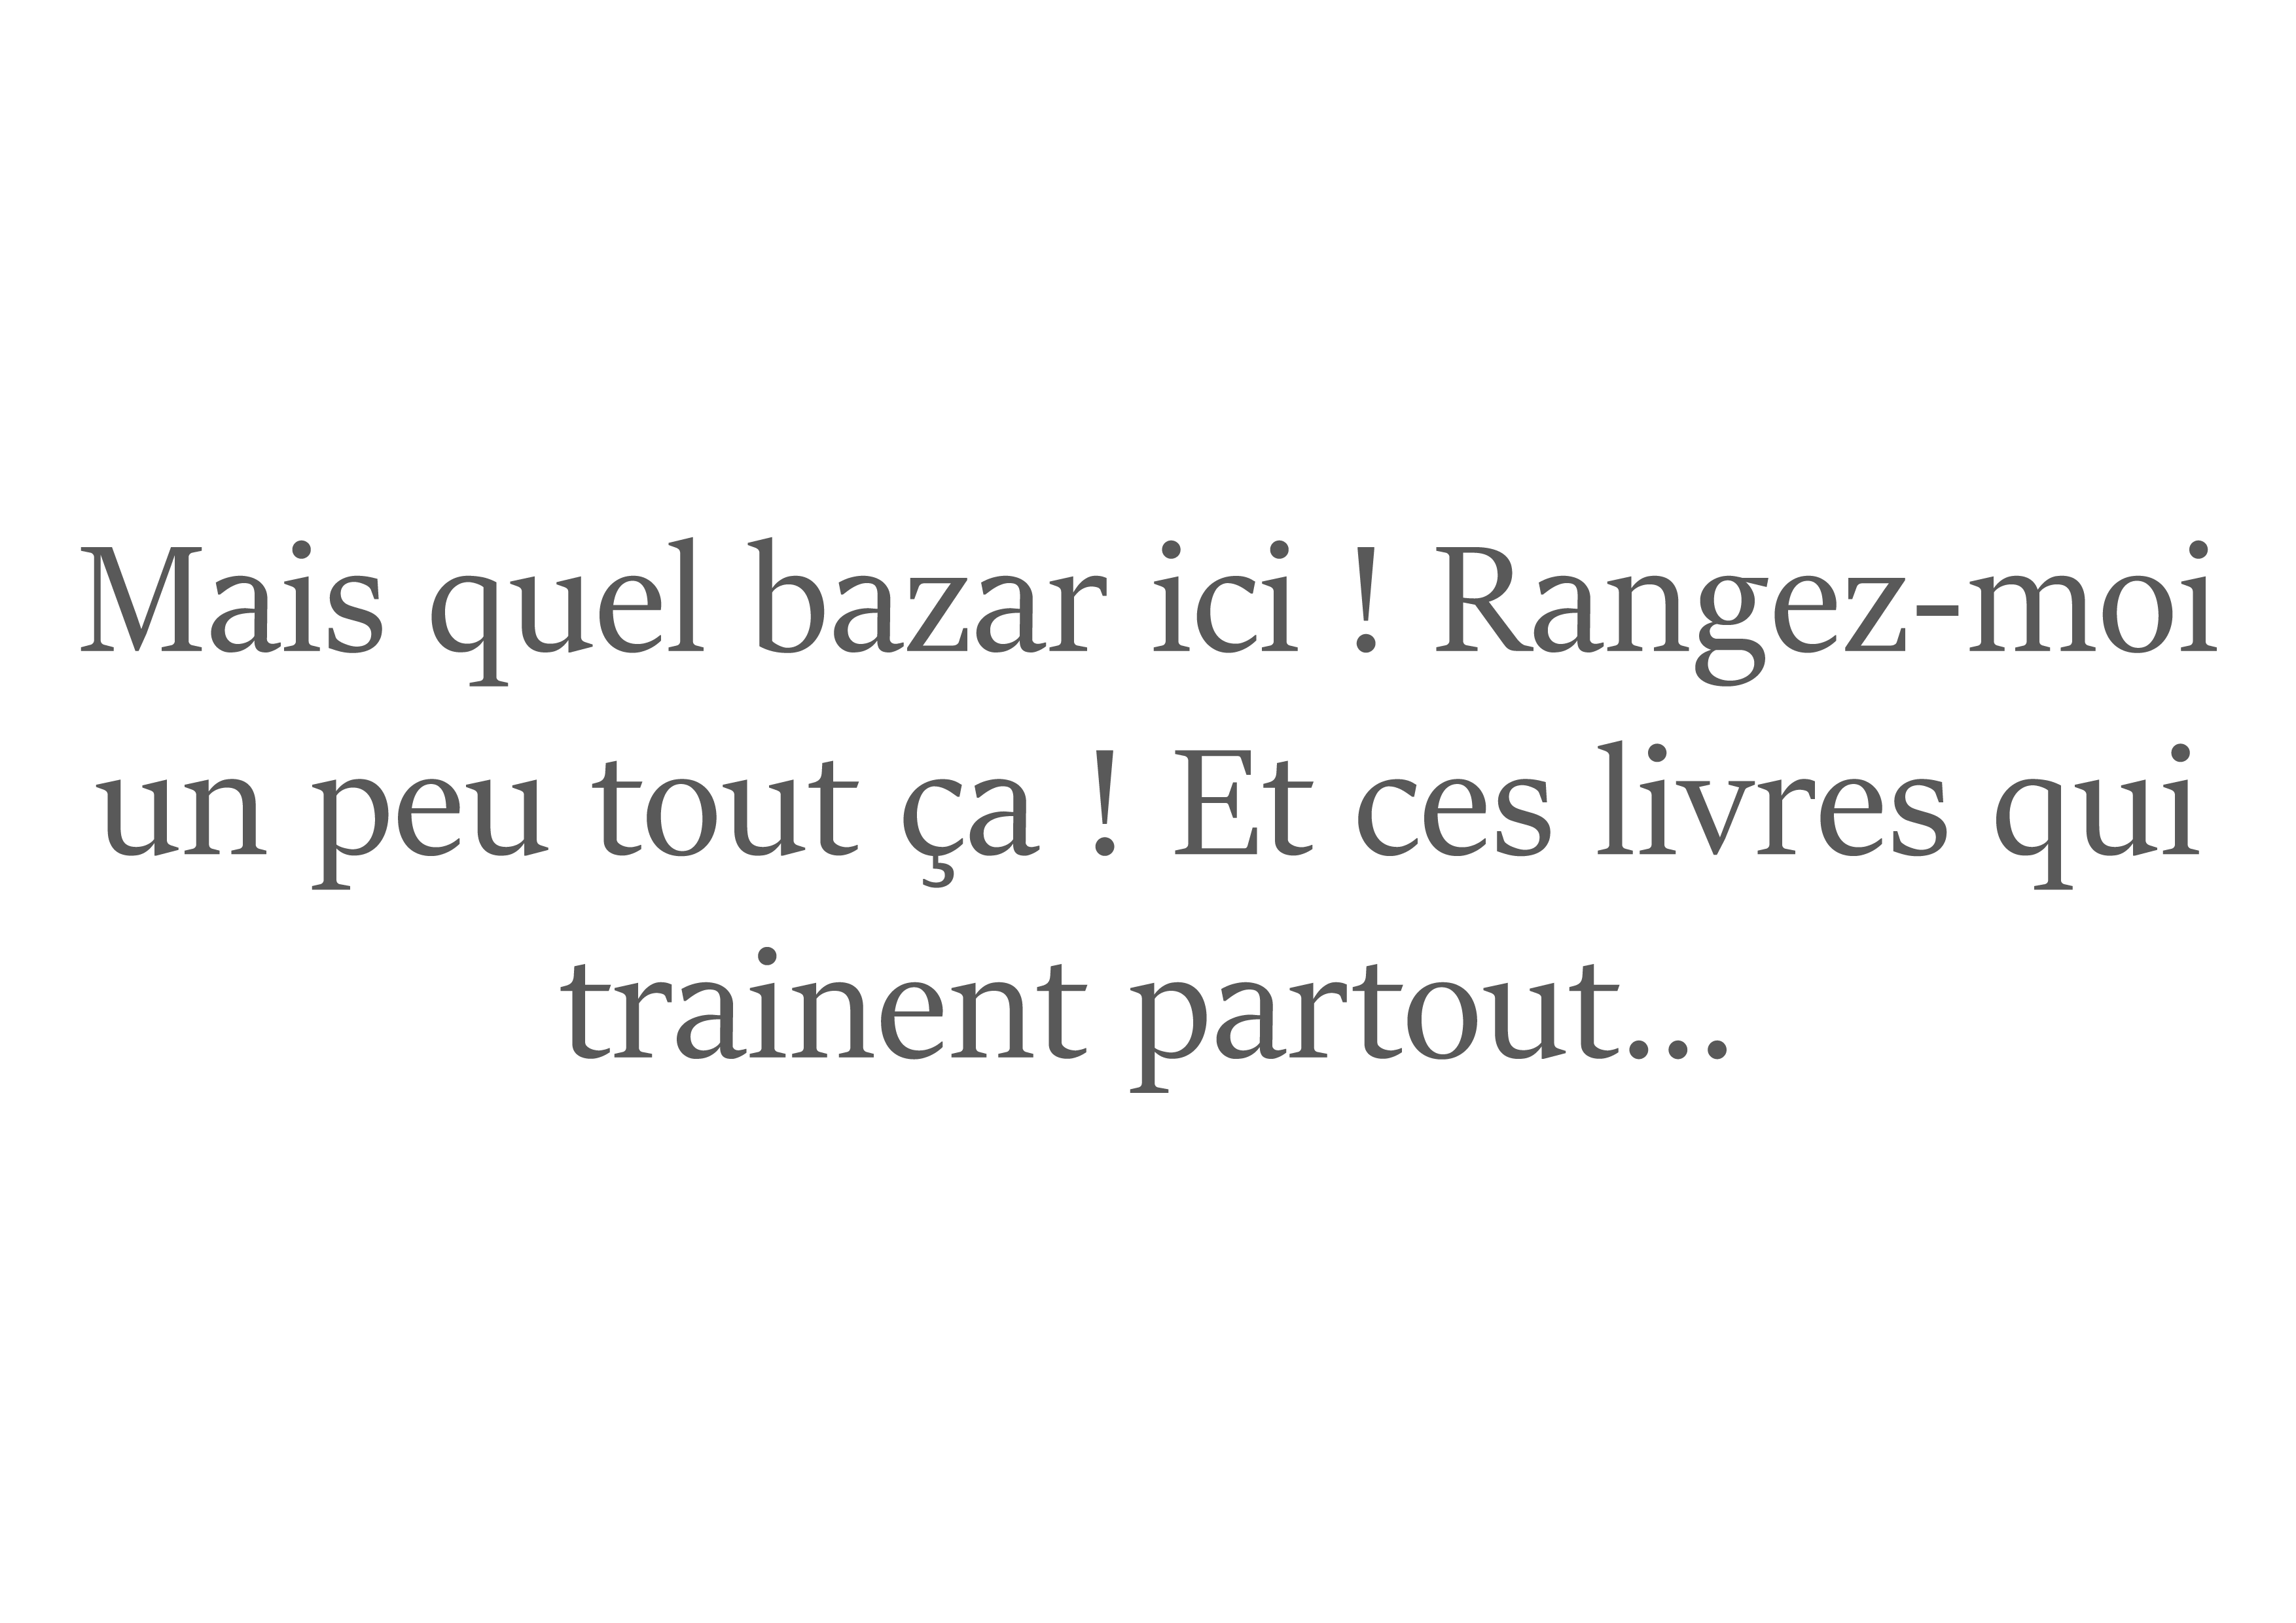 Mais quel bazar ici ! Rangez-moi
un peu tout ça ! Et ces livres qui
trainent partout...